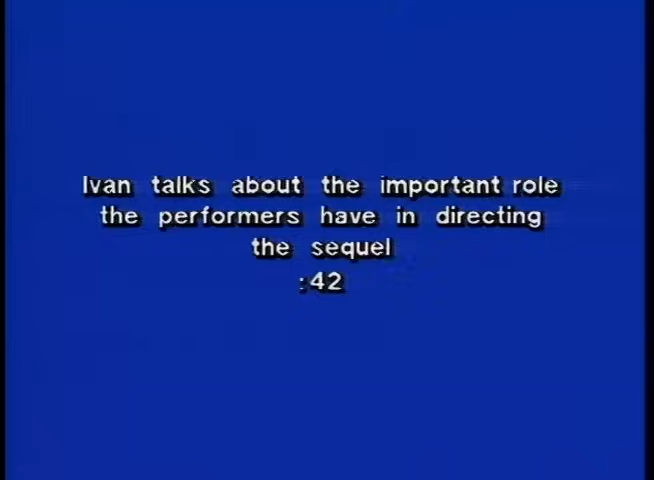 Ivan talks about the important role
the performers have in directing
the sequel
:42